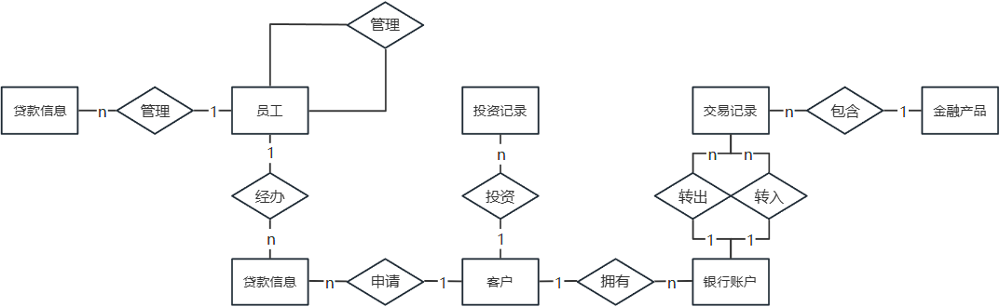 管理
贷款信息
n
管理
1
员工
投资记录
交易记录
n
包含
1
金融产品
1
n
n
n
经办
投资
转出
转入
n
1
1
1
贷款信息
n
申请
1
客户
1
拥有
n
银行账户